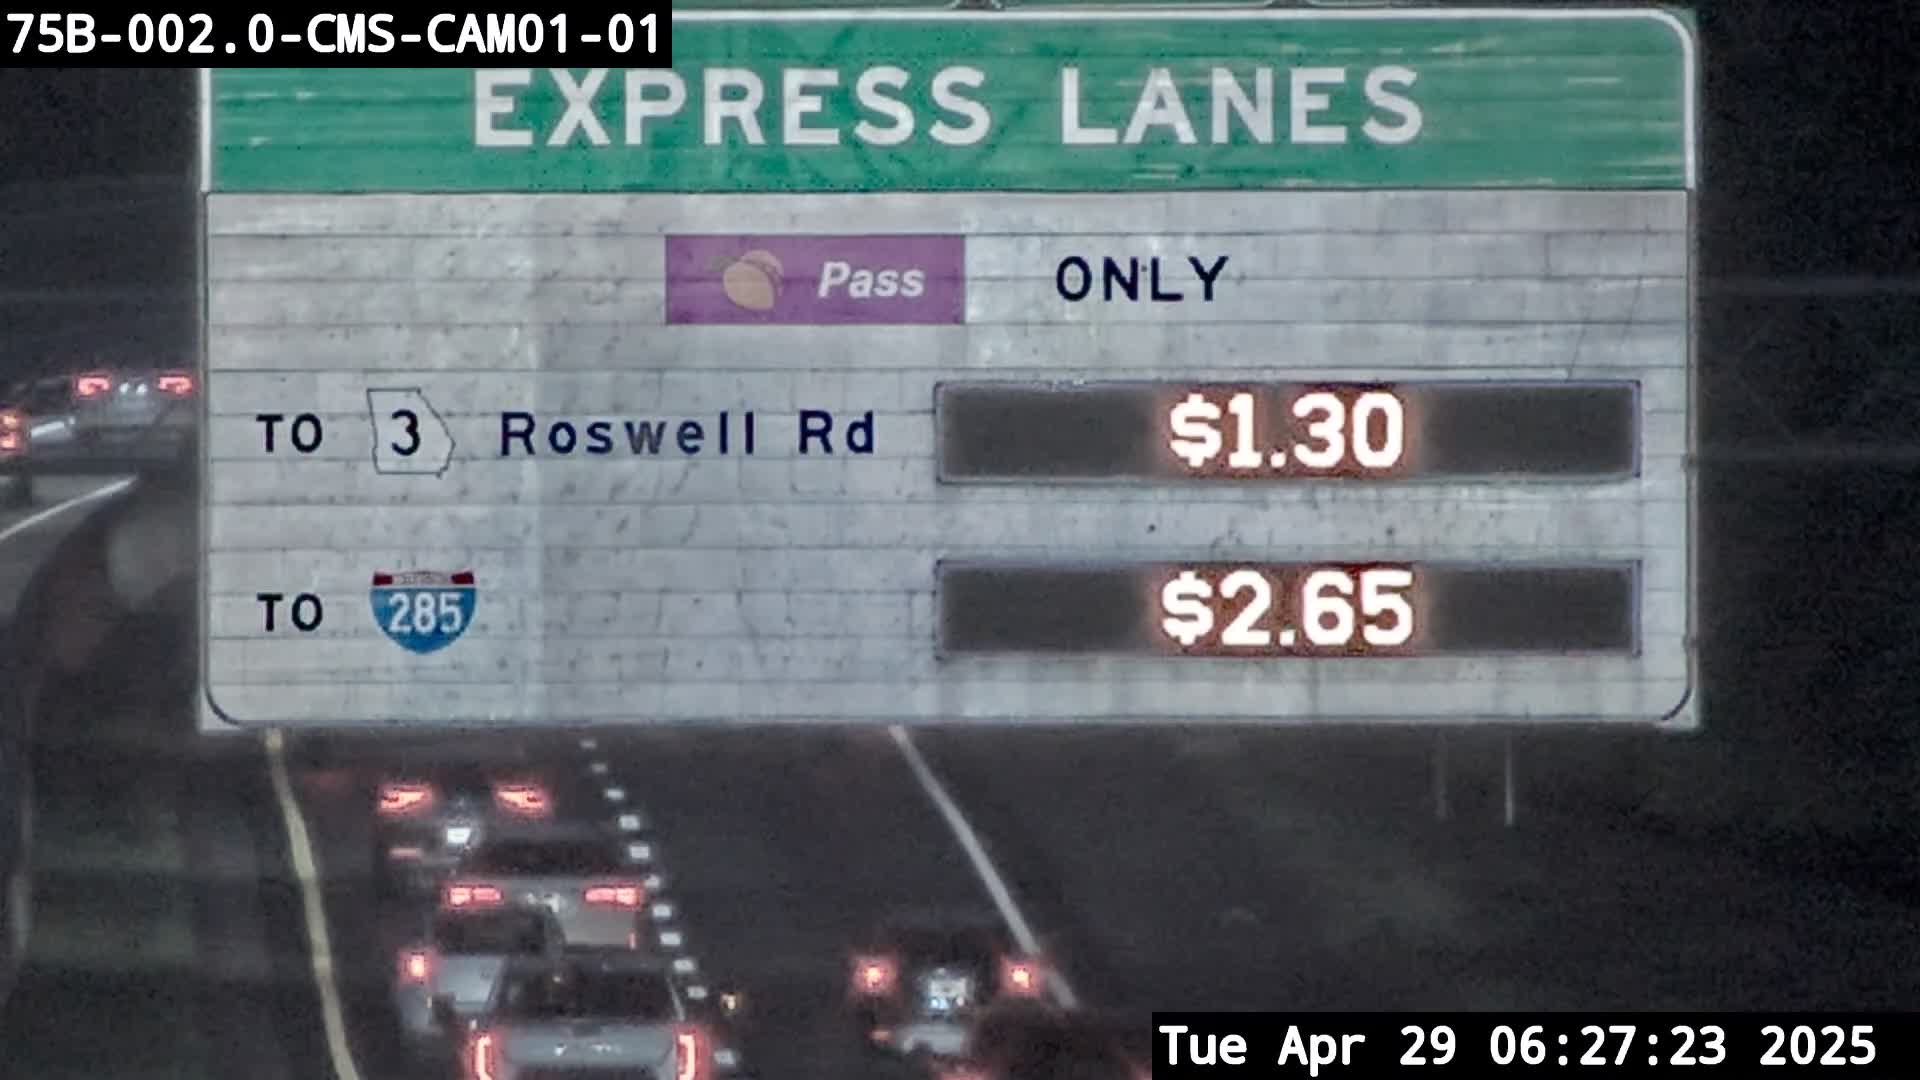 75B-002.0-CMS-CAM01-01
EXPRESS LANES
Pass ONLY
TO 3 Roswell Rd $1.30
TO 285 $2.65
Tue Apr 29 06:27:23 2025